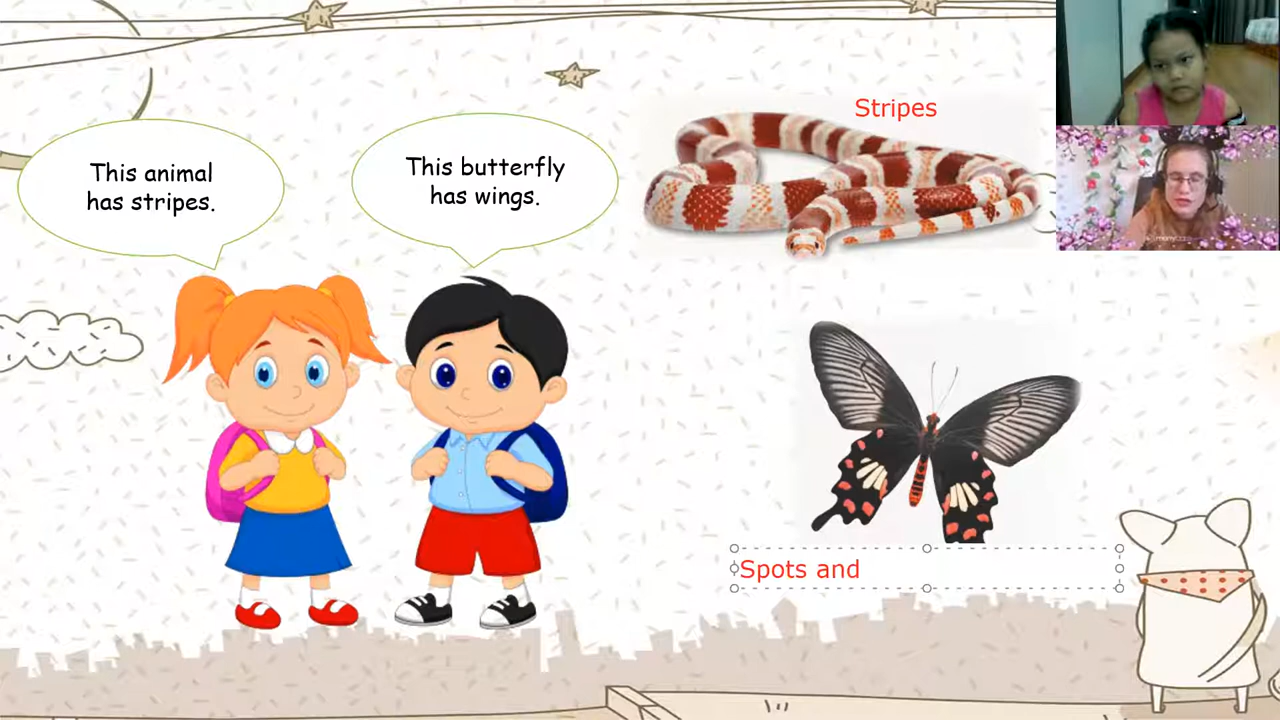 This animal
has stripes.
This butterfly
has wings.
Stripes
Spots and